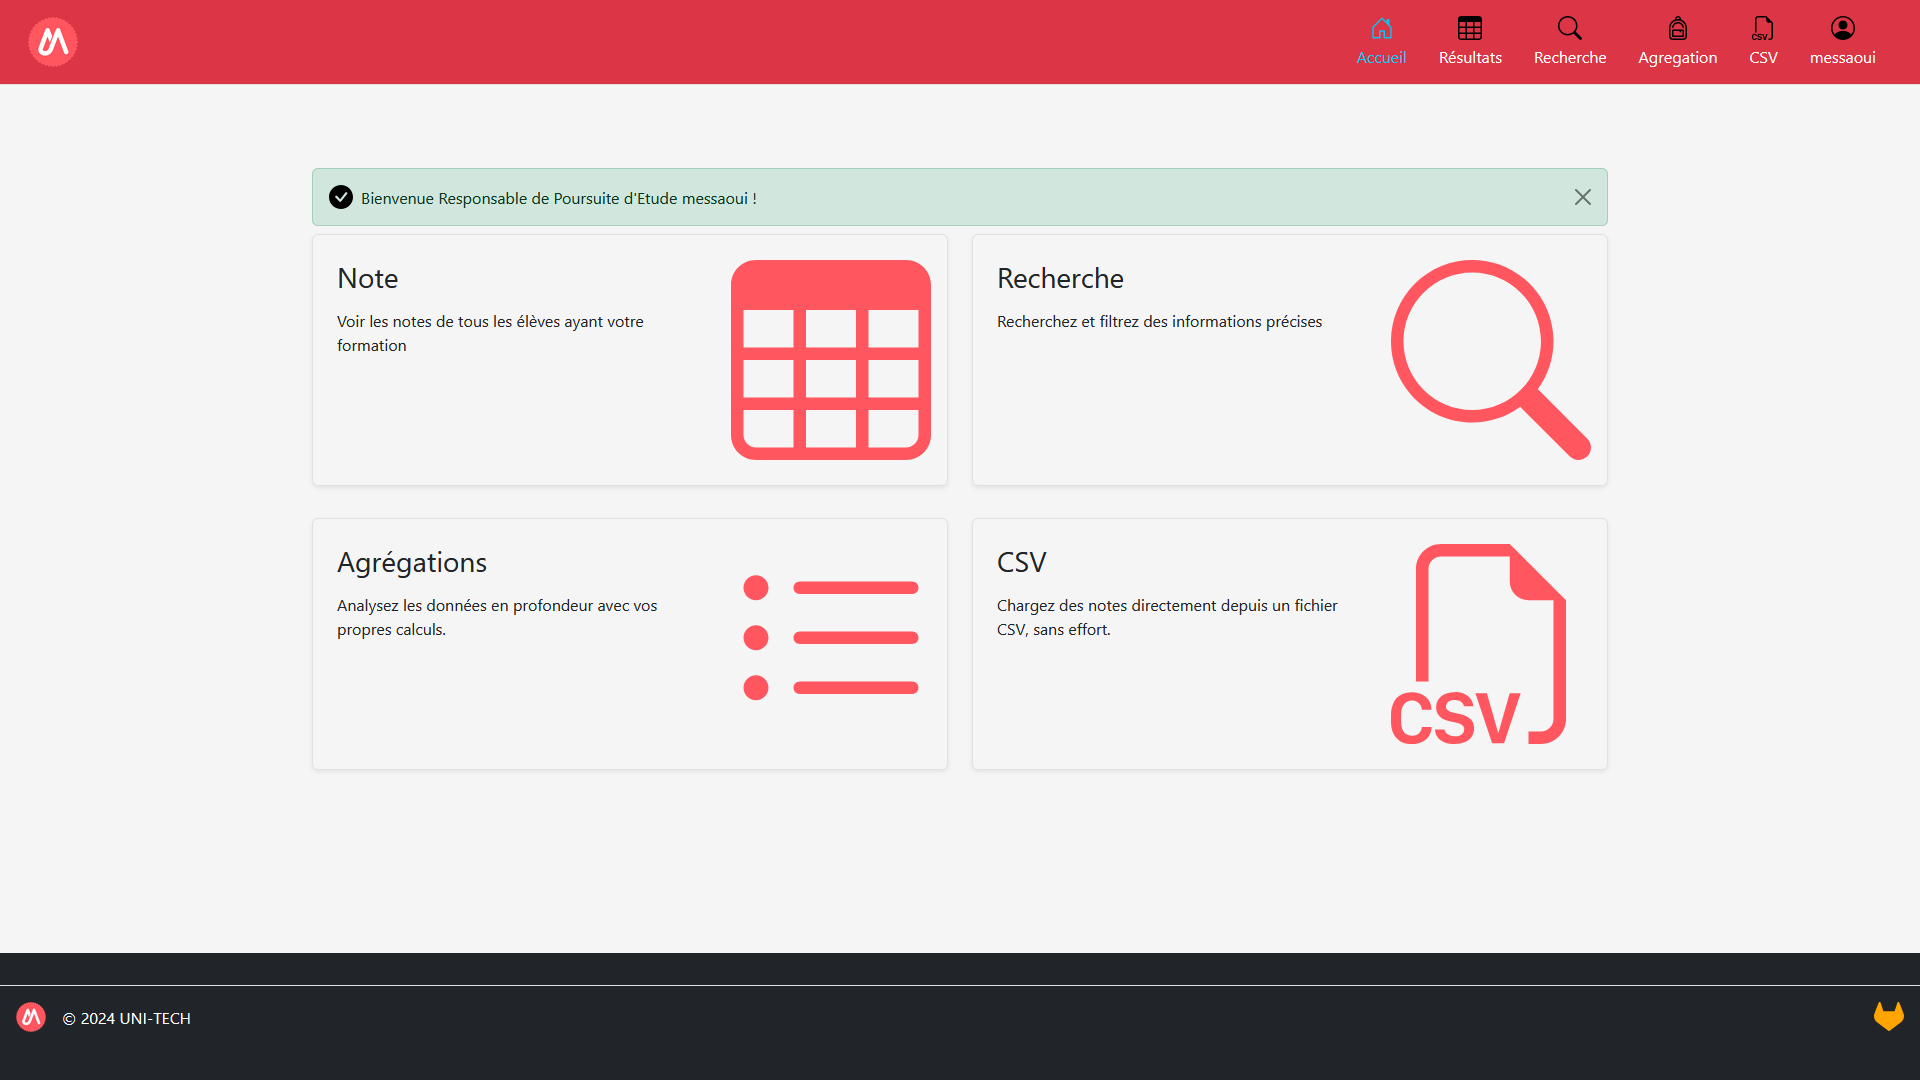 Accueil
Résultats
Recherche
Agregation
CSV
CSV
messaoui
Bienvenue Responsable de Poursuite d'Etude messaoui !
Note
Voir les notes de tous les élèves ayant votre
formation
Recherche
Recherchez et filtrez des informations précises
Agrégations
Analysez les données en profondeur avec vos
propres calculs.
CSV
Chargez des notes directement depuis un fichier
CSV, sans effort.
CSV
© 2024 UNI-TECH